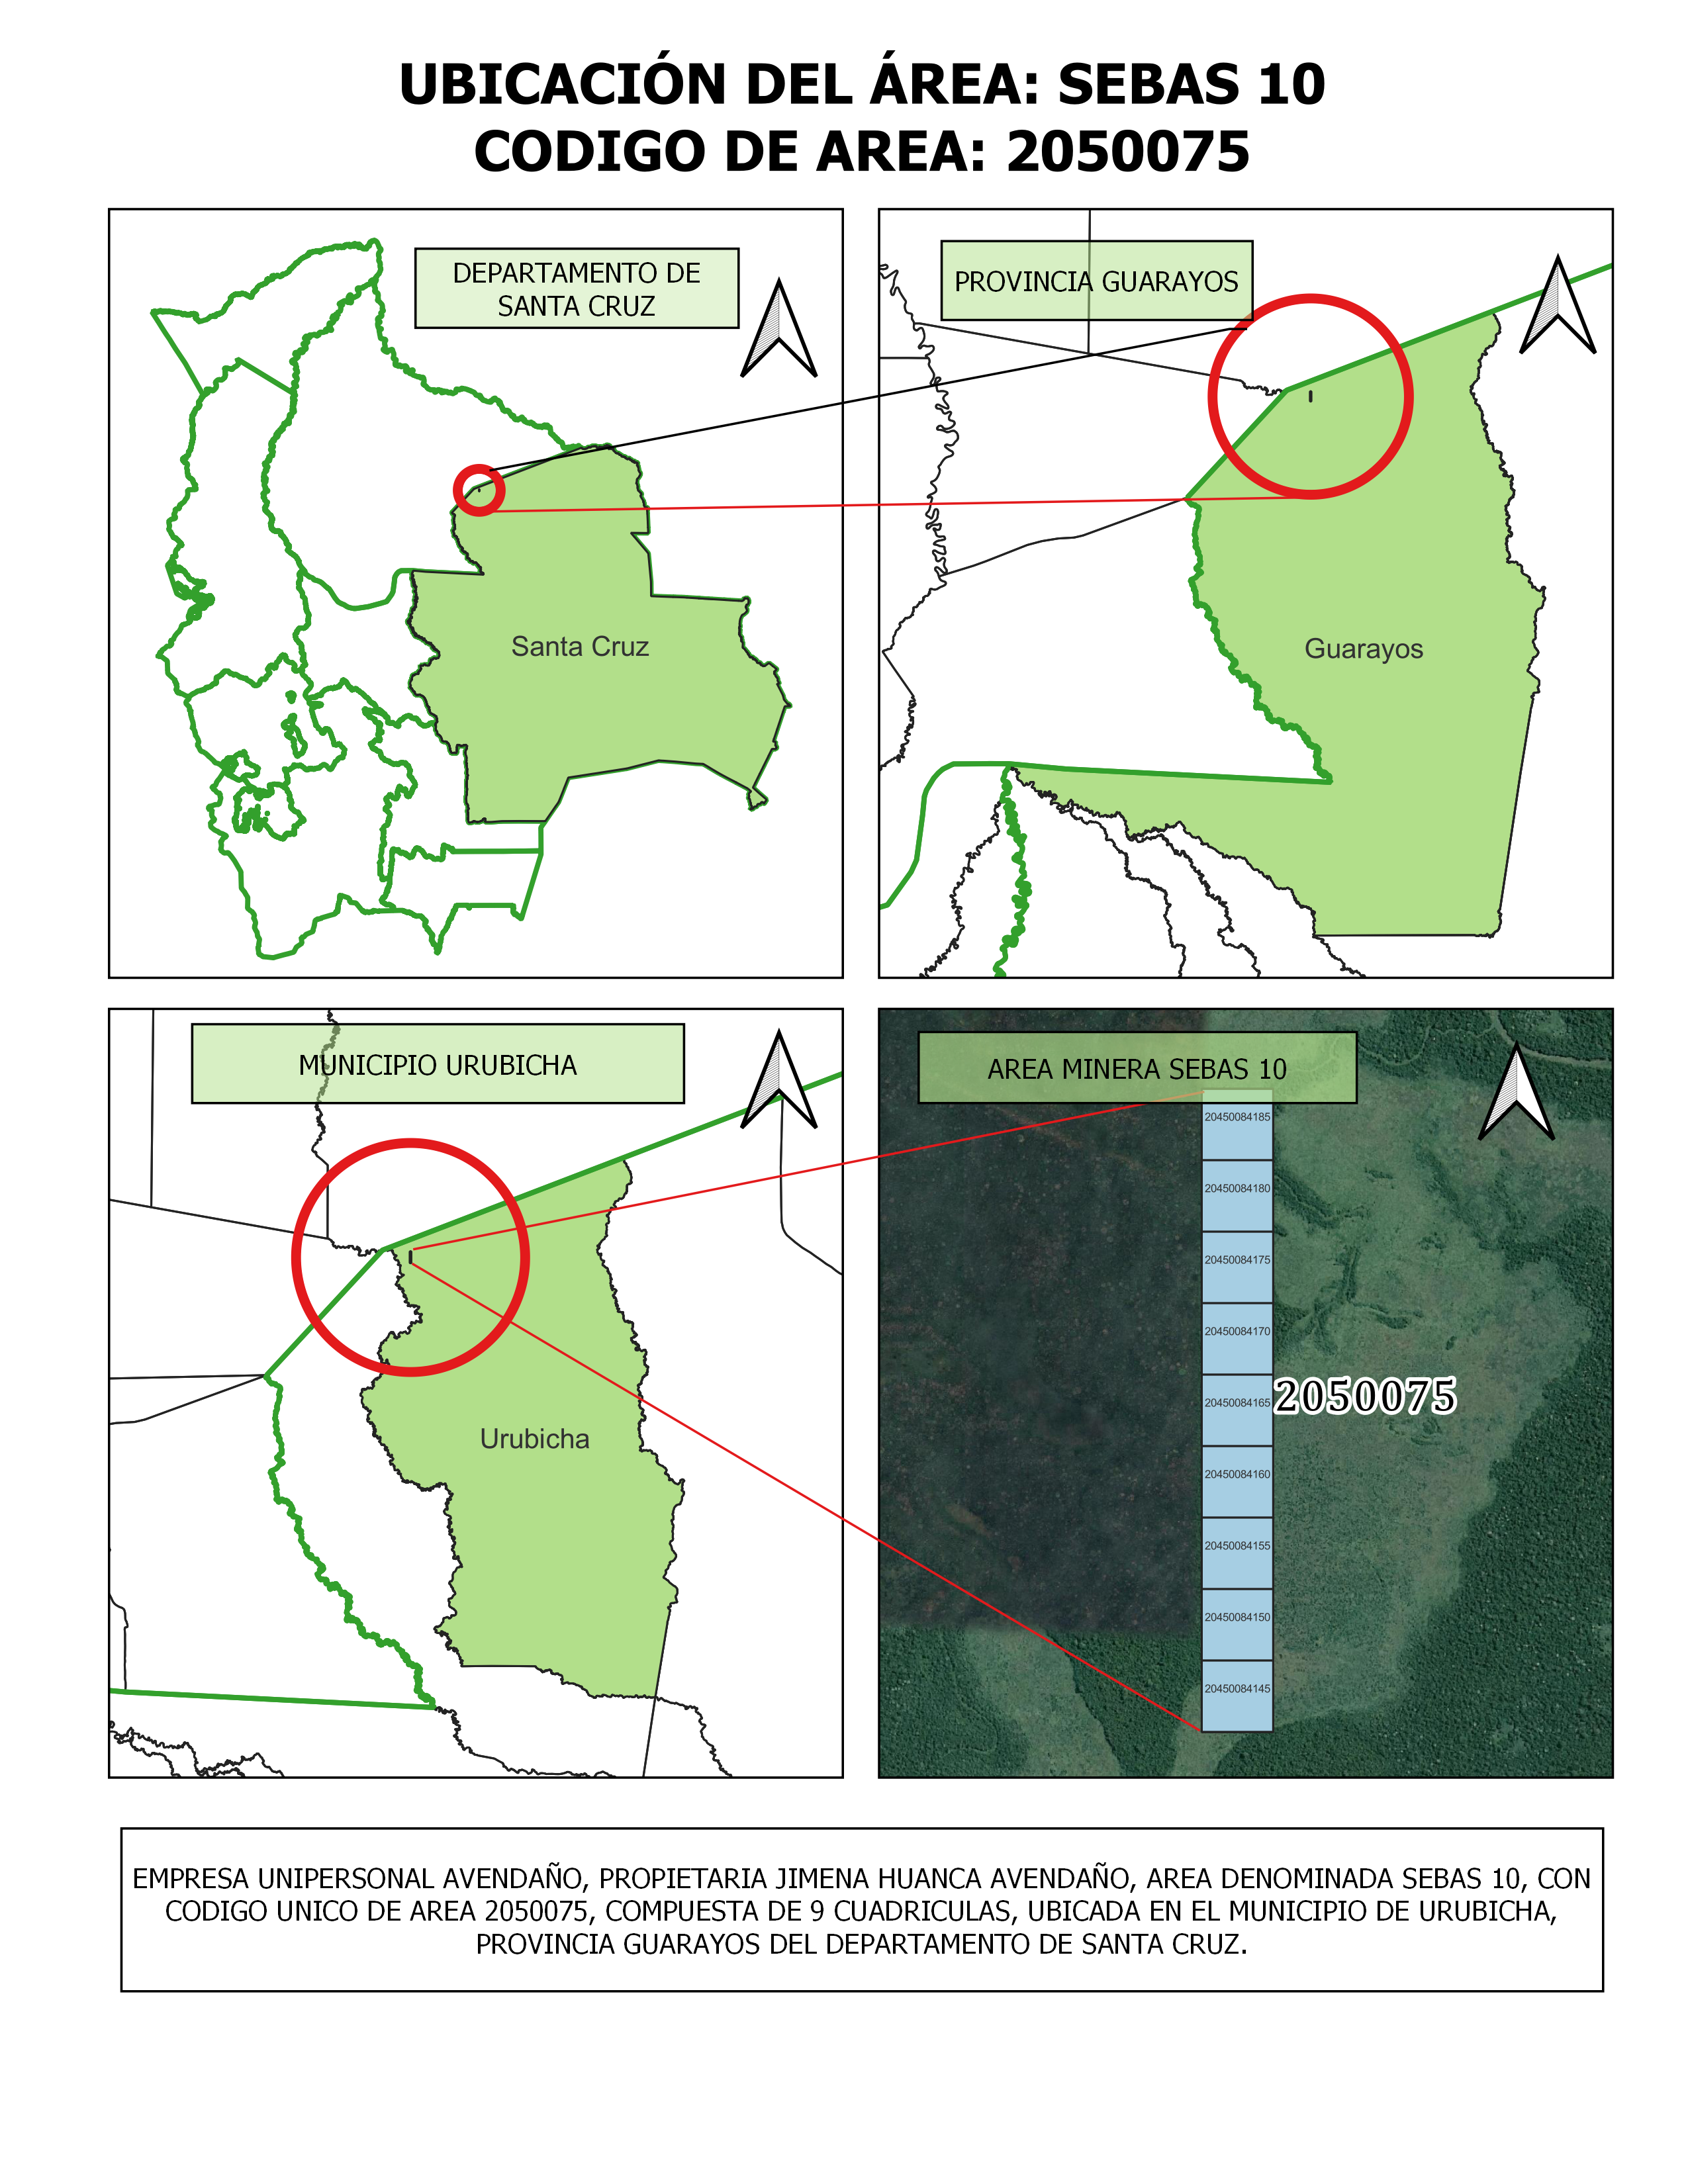 UBICACIÓN DEL ÁREA: SEBAS 10
CODIGO DE AREA: 2050075
DEPARTAMENTO DE
SANTA CRUZ
Santa Cruz
PROVINCIA GUARAYOS
Guarayos
MUNICIPIO URUBICHA
Urubicha
AREA MINERA SEBAS 10
20450084185
20450084180
20450084175
20450084170
20450084165
2050075
20450084160
20450084155
20450084150
20450084145
EMPRESA UNIPERSONAL AVENDAÑO, PROPIETARIA JIMENA HUANCA AVENDAÑO, AREA DENOMINADA SEBAS 10, CON
CODIGO UNICO DE AREA 2050075, COMPUESTA DE 9 CUADRICULAS, UBICADA EN EL MUNICIPIO DE URUBICHA,
PROVINCIA GUARAYOS DEL DEPARTAMENTO DE SANTA CRUZ.